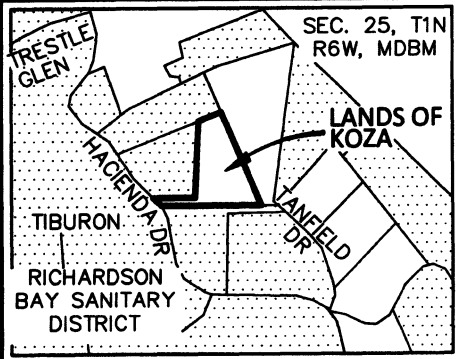 SEC. 25, T1N
R6W, MDBM
TRESTLE
GLEN
LANDS OF
KOZA
HACIENDA DR
TANFIELD
DR
TIBURON
RICHARDSON
BAY SANITARY
DISTRICT